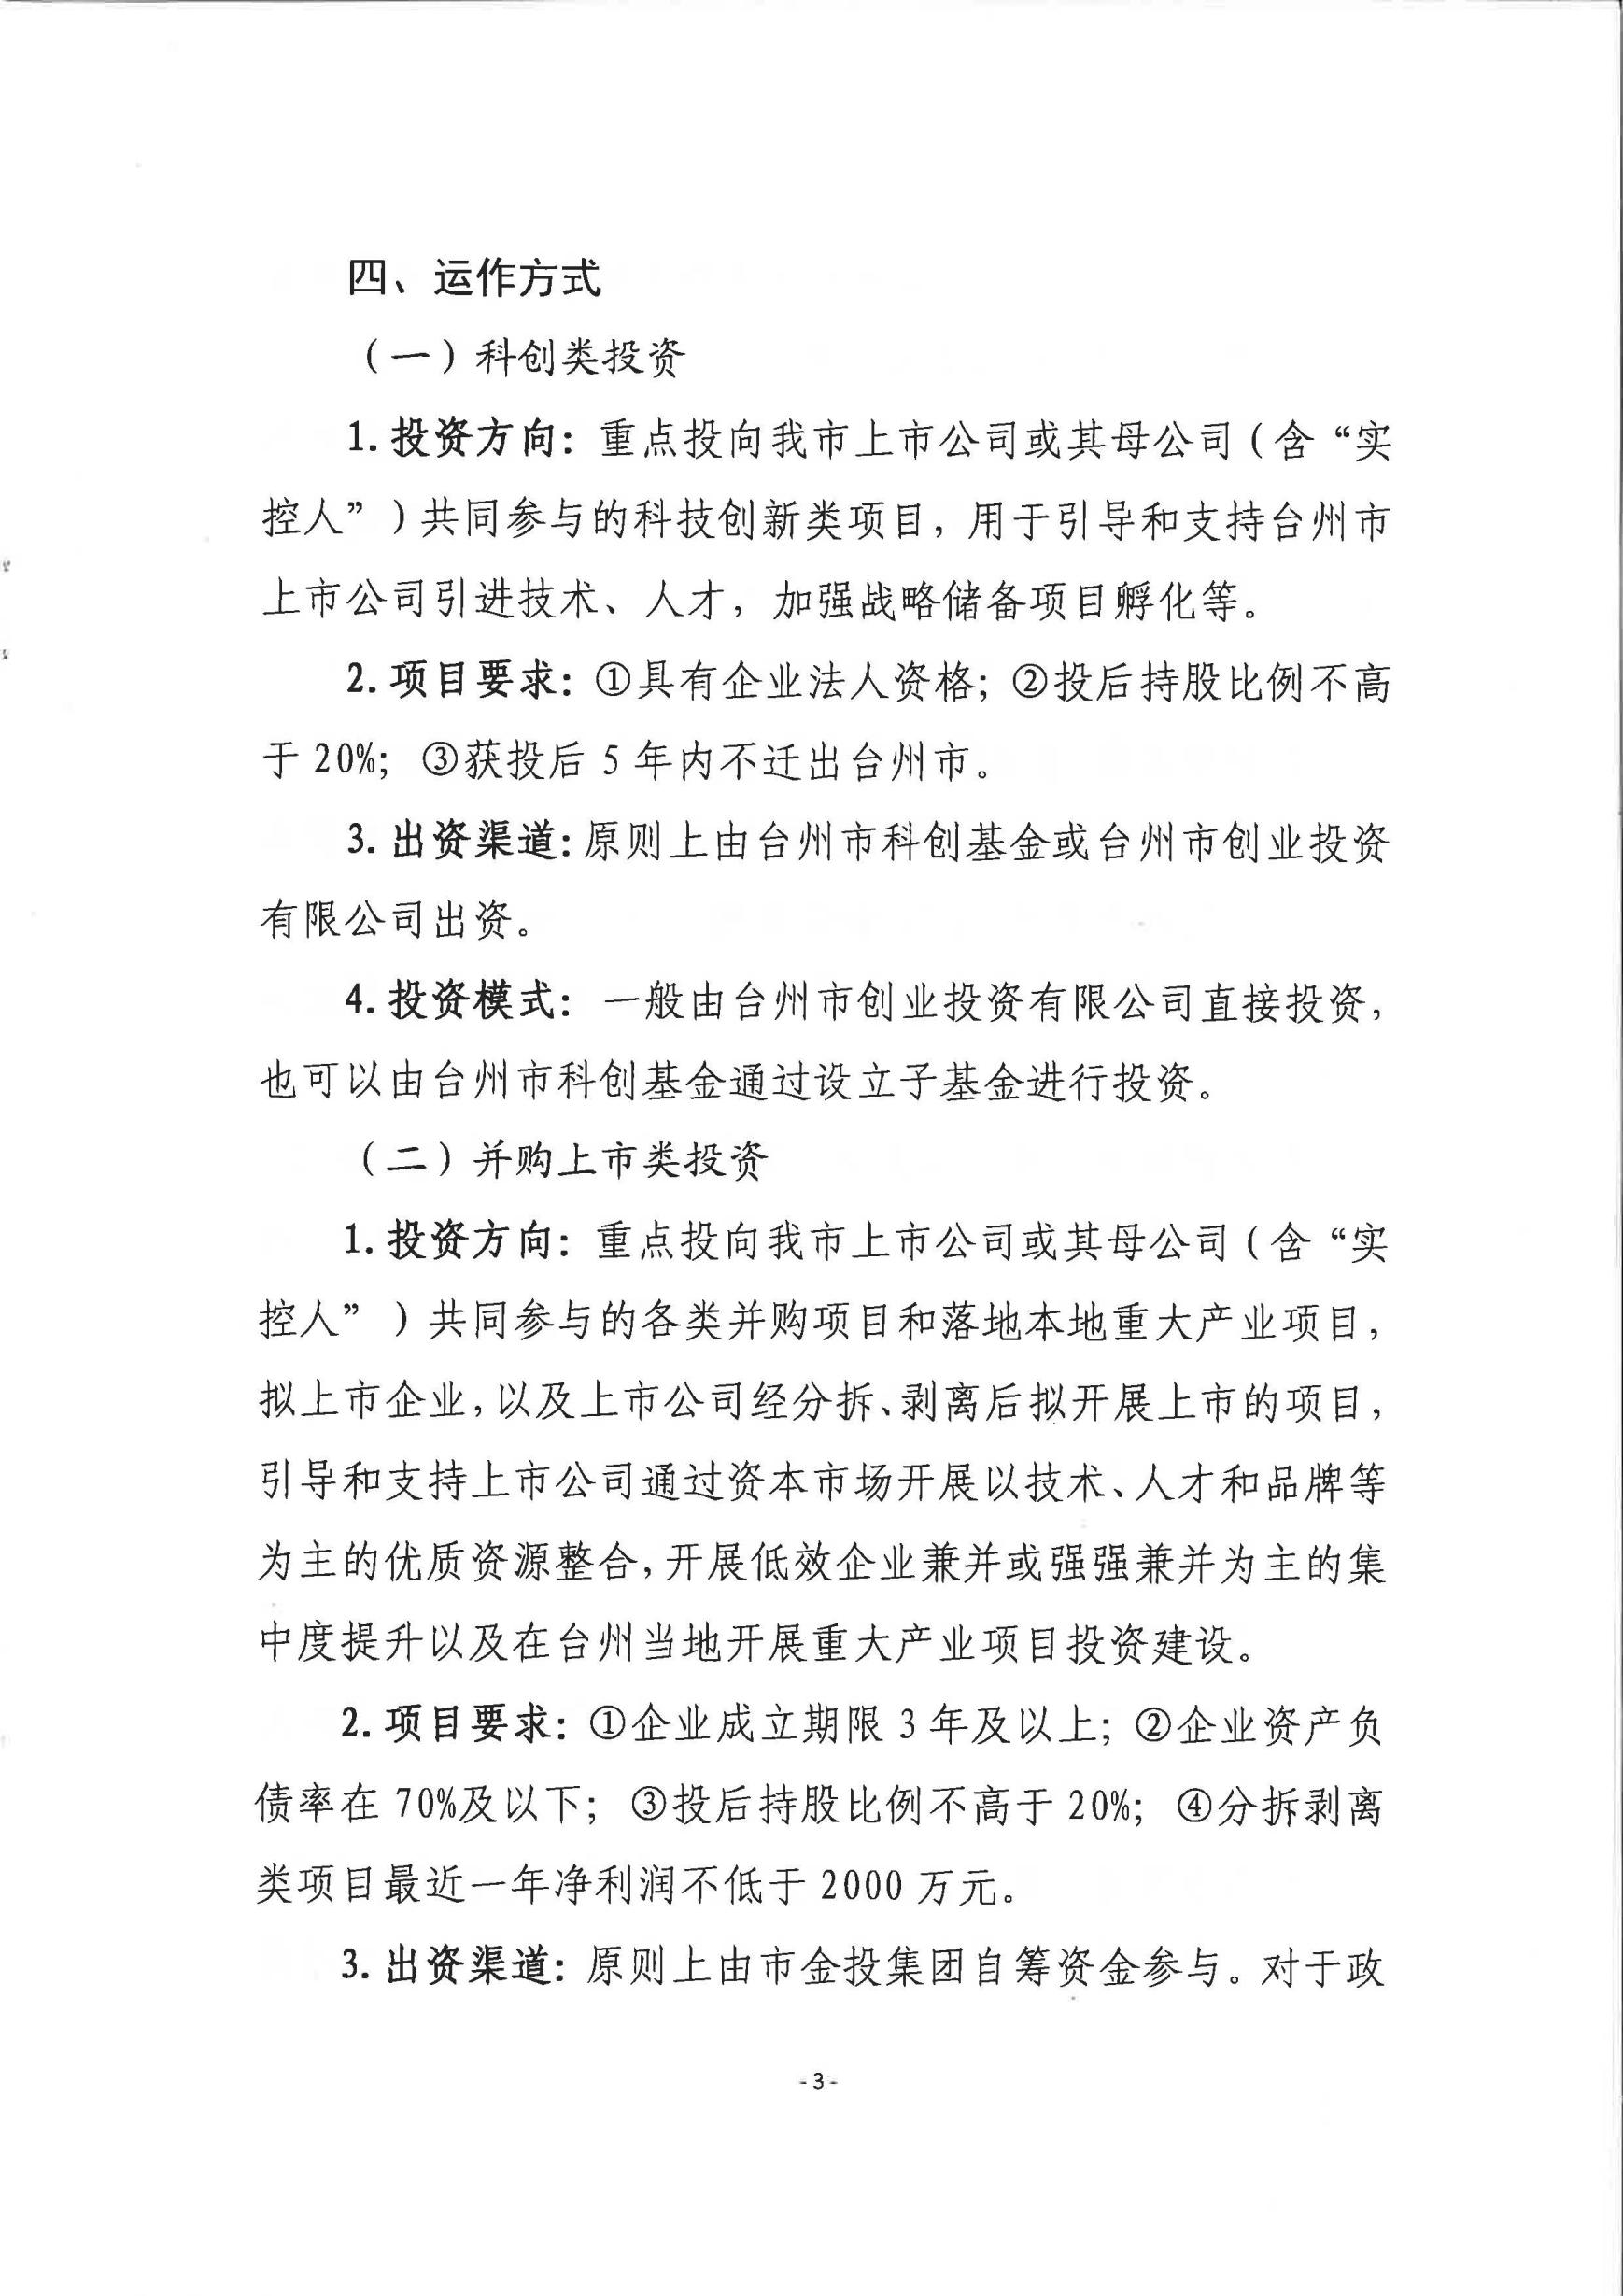 四、运作方式
（一）科创类投资
1. 投资方向：重点投向我市上市公司或其母公司（含“实
控人”）共同参与的科技创新类项目，用于引导和支持台州市
上市公司引进技术、人才，加强战略储备项目孵化等。
2. 项目要求：①具有企业法人资格；②投后持股比例不高
于 20%；③获投后 5 年内不迁出台州市。
3. 出资渠道：原则上由台州市科创基金或台州市创业投资
有限公司出资。
4. 投资模式：一般由台州市创业投资有限公司直接投资，
也可以由台州市科创基金通过设立子基金进行投资。
（二）并购上市类投资
1. 投资方向：重点投向我市上市公司或其母公司（含“实
控人”）共同参与的各类并购项目和落地本地重大产业项目，
拟上市企业，以及上市公司经分拆、剥离后拟开展上市的项目，
引导和支持上市公司通过资本市场开展以技术、人才和品牌等
为主的优质资源整合，开展低效企业兼并或强强兼并为主的集
中度提升以及在台州当地开展重大产业项目投资建设。
2. 项目要求：①企业成立期限 3 年及以上；②企业资产负
债率在 70%及以下；③投后持股比例不高于 20%；④分拆剥离
类项目最近一年净利润不低于 2000 万元。
3. 出资渠道：原则上由市金投集团自筹资金参与。对于政
- 3 -